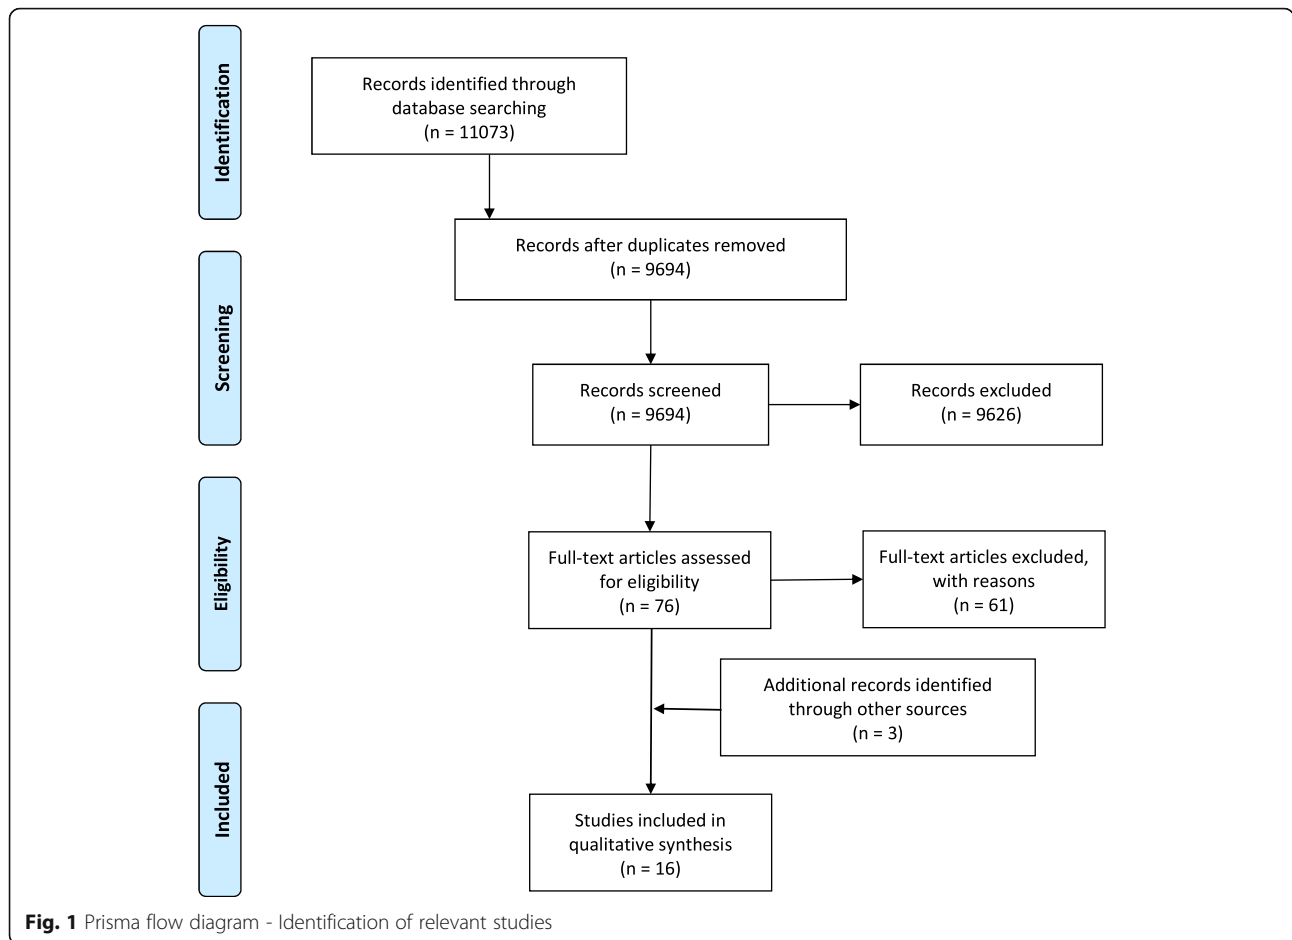 Identification
Records identified through
database searching
(n = 11073)
Records after duplicates removed
(n = 9694)
Screening
Records screened
(n = 9694)
Records excluded
(n = 9626)
Eligibility
Full-text articles assessed
for eligibility
(n = 76)
Full-text articles excluded,
with reasons
(n = 61)
Additional records identified
through other sources
(n = 3)
Included
Studies included in
qualitative synthesis
(n = 16)
Fig. 1 Prisma flow diagram - Identification of relevant studies